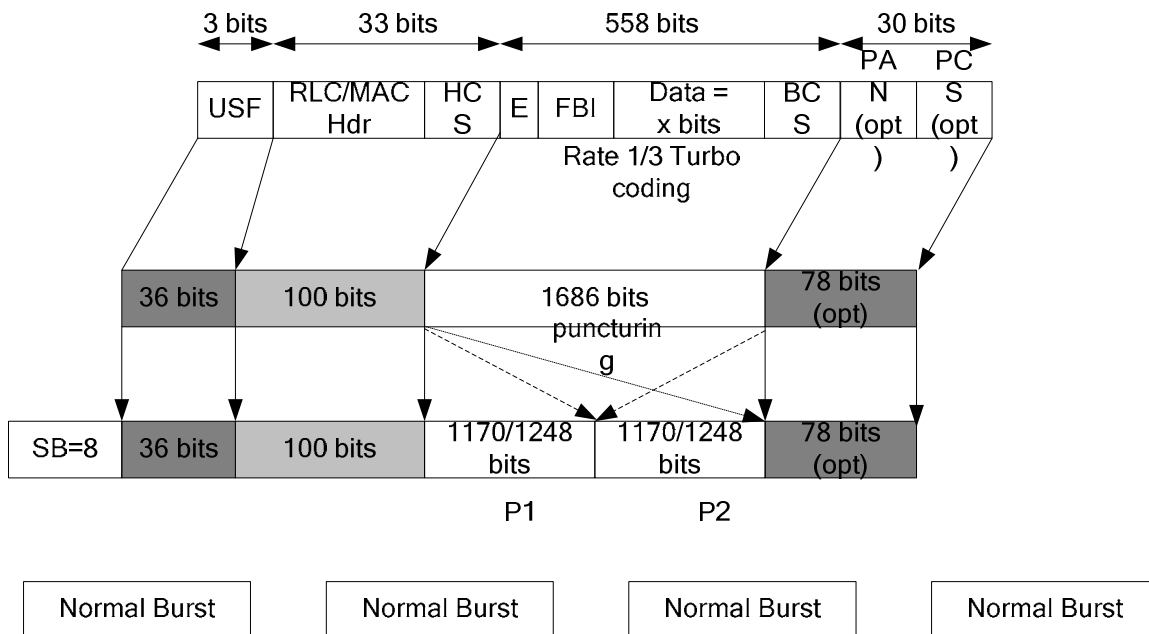 3 bits
33 bits
558 bits
30 bits
USF
RLC/MAC
Hdr
HC
S
E
FBI
Data =
x bits
BC
S
PA
N
(opt
)
PC
S
(opt
)
Rate 1/3 Turbo
coding
36 bits
100 bits
1686 bits
78 bits
(opt)
puncturin
g
SB=8
36 bits
100 bits
1170/1248
bits
1170/1248
bits
78 bits
(opt)
P1
P2
Normal Burst
Normal Burst
Normal Burst
Normal Burst